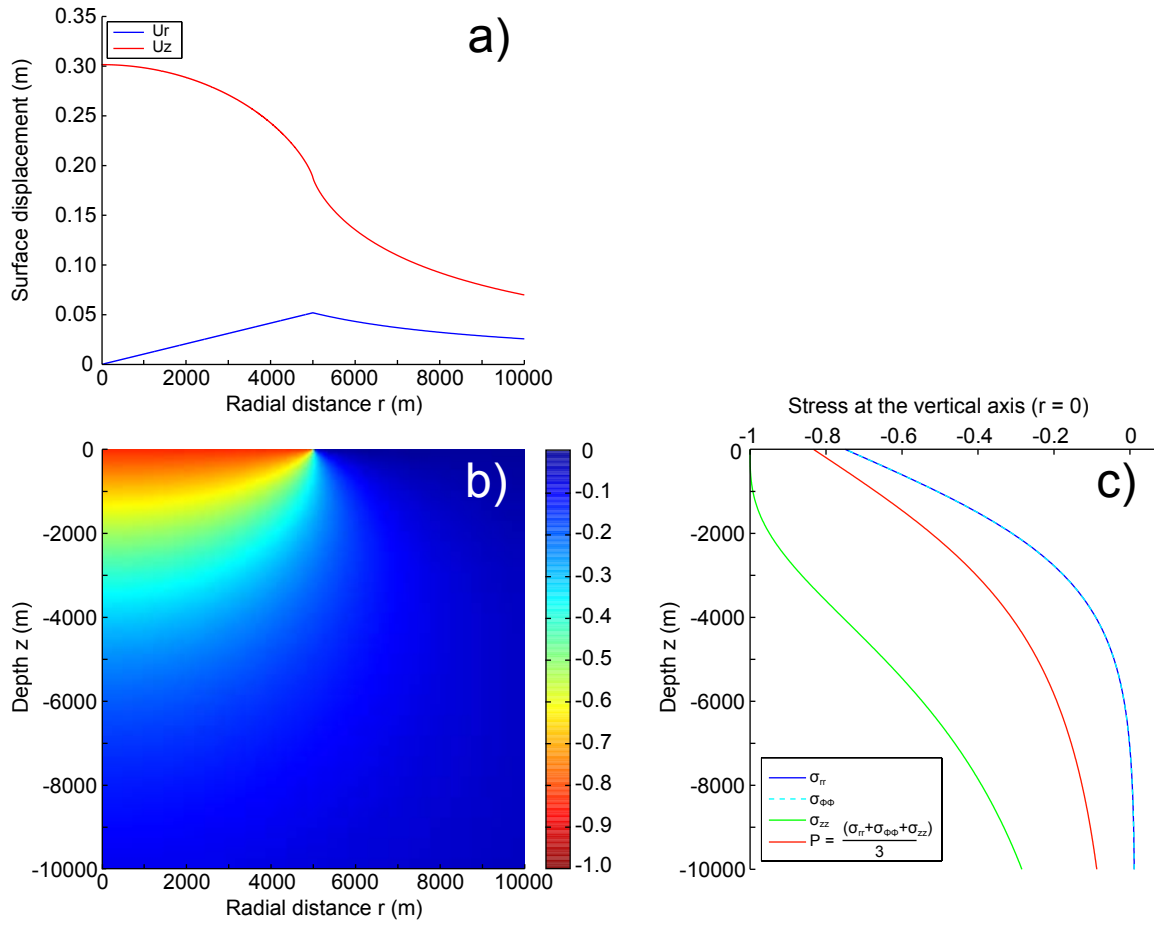 a)
Ur
Uz
Surface displacement (m)
0.35
0.30
0.25
0.20
0.15
0.10
0.05
0
0 2000 4000 6000 8000 10000
Radial distance r (m)
b)
Depth z (m)
0
-2000
-4000
-6000
-8000
-10000
0 2000 4000 6000 8000 10000
Radial distance r (m)
0
-0.1
-0.2
-0.3
-0.4
-0.5
-0.6
-0.7
-0.8
-0.9
-1.0
Stress at the vertical axis (r = 0)
-1 -0.8 -0.6 -0.4 -0.2 0
c)
Depth z (m)
0
-2000
-4000
-6000
-8000
-10000
σrr
σΦΦ
σzz
P = (σrr+σΦΦ+σzz)
3